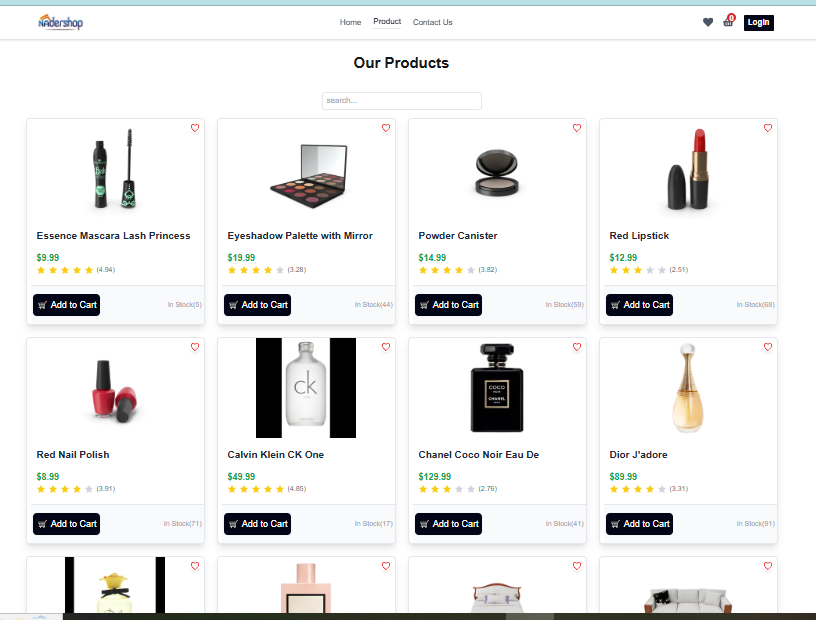 Nadershop
Home Product Contact Us
0
Login
Our Products
search...
Essence Mascara Lash Princess
$9.99
(4.94)
Add to Cart
In Stock(5)
Eyeshadow Palette with Mirror
$19.99
(3.28)
Add to Cart
In Stock(44)
Powder Canister
$14.99
(3.82)
Add to Cart
In Stock(59)
Red Lipstick
$12.99
(2.51)
Add to Cart
In Stock(68)
Red Nail Polish
$8.99
(3.91)
Add to Cart
In Stock(71)
ck
Calvin Klein CK One
$49.99
(4.85)
Add to Cart
In Stock(17)
COCO
NOIR
CHANEL
Chanel Coco Noir Eau De
$129.99
(2.76)
Add to Cart
In Stock(41)
Dior J'adore
$89.99
(3.31)
Add to Cart
In Stock(91)